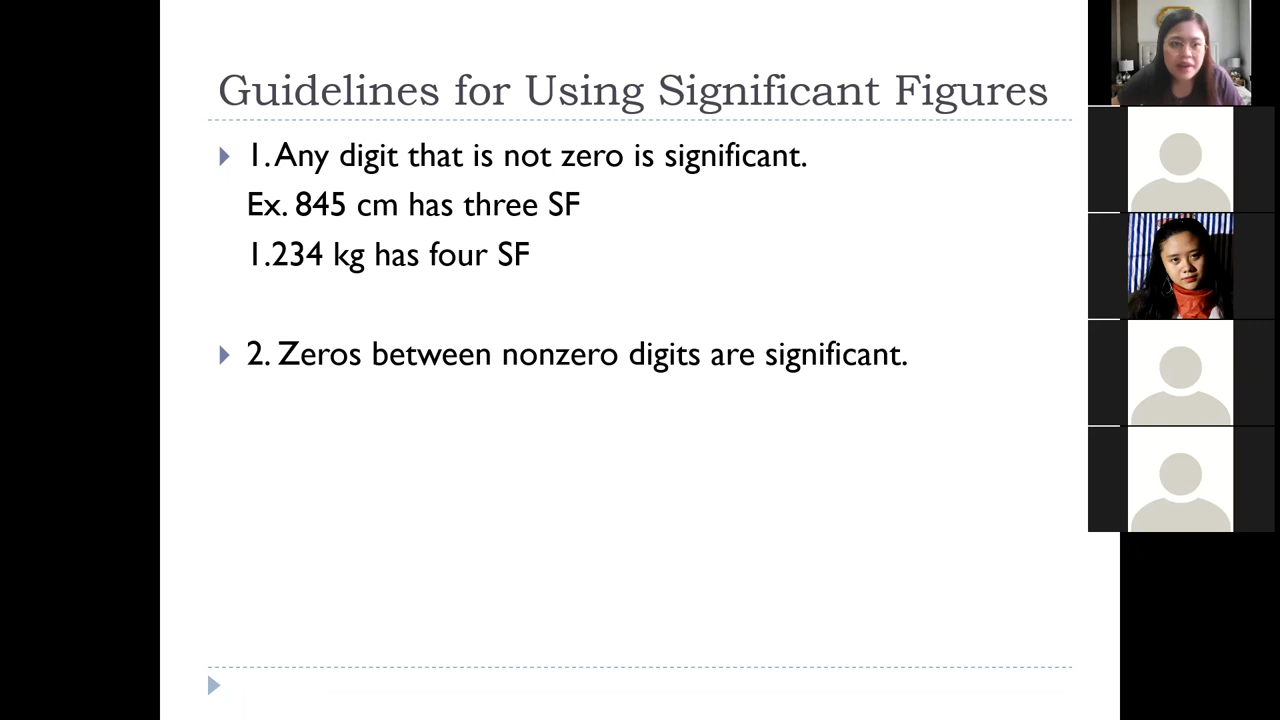 Guidelines for Using Significant Figures
1. Any digit that is not zero is significant.
Ex. 845 cm has three SF
1.234 kg has four SF
2. Zeros between nonzero digits are significant.